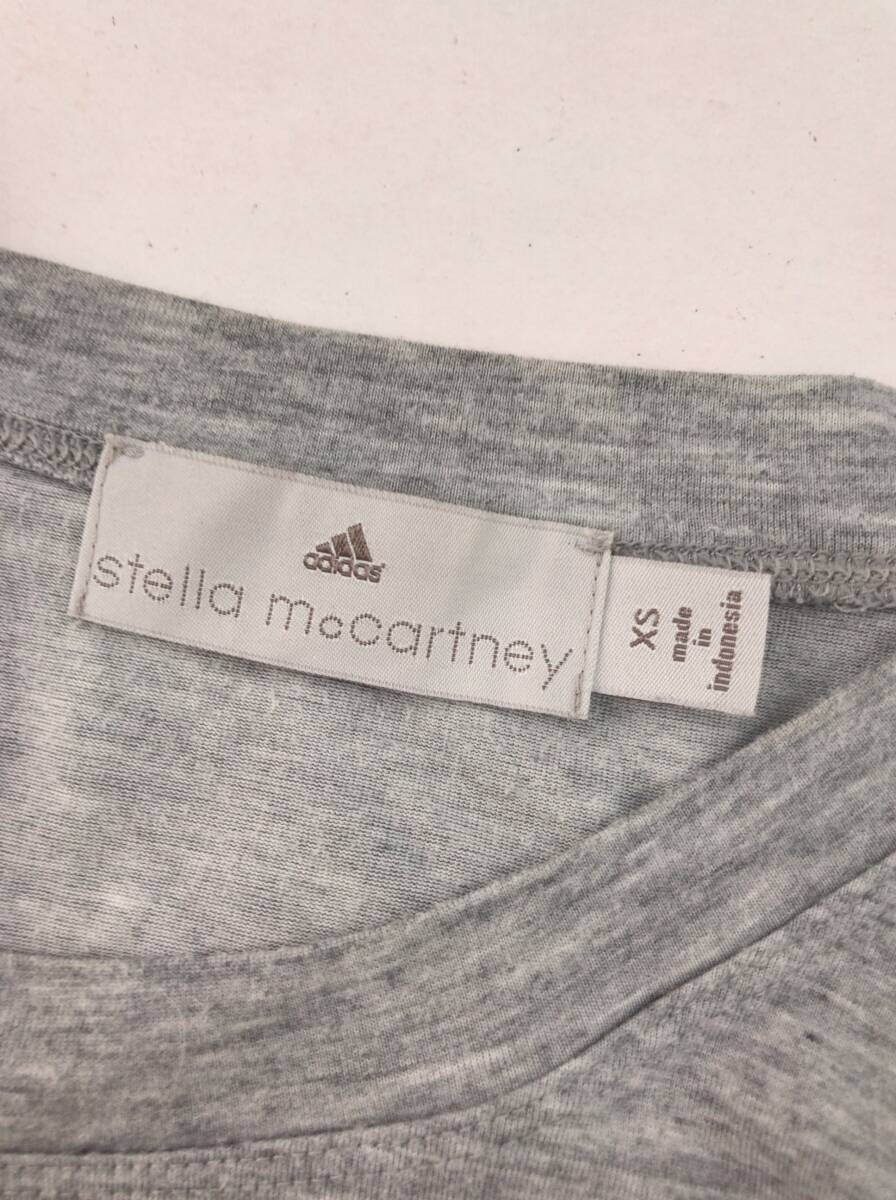 adidas
stella mccartney
XS
made
in
indonesia